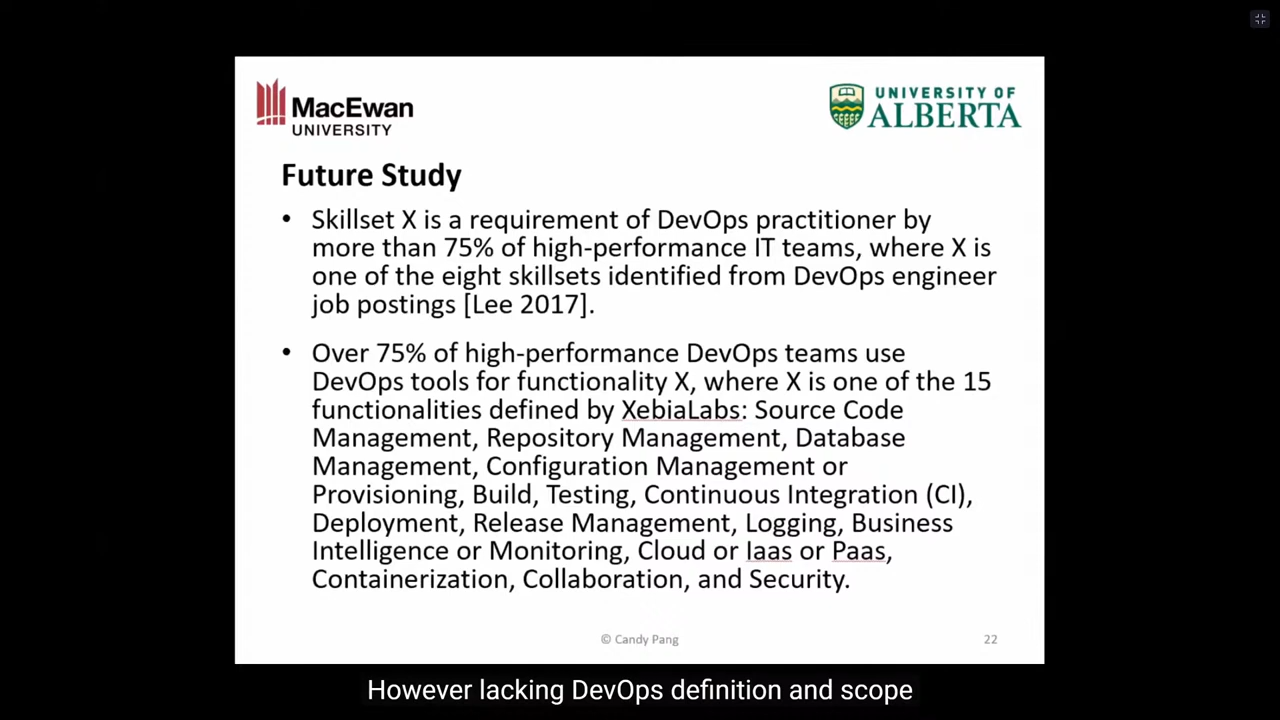 MacEwan
UNIVERSITY
UNIVERSITY OF
ALBERTA
Future Study
• Skillset X is a requirement of DevOps practitioner by
more than 75% of high-performance IT teams, where X is
one of the eight skillsets identified from DevOps engineer
job postings [Lee 2017].
• Over 75% of high-performance DevOps teams use
DevOps tools for functionality X, where X is one of the 15
functionalities defined by XebiaLabs: Source Code
Management, Repository Management, Database
Management, Configuration Management or
Provisioning, Build, Testing, Continuous Integration (CI),
Deployment, Release Management, Logging, Business
Intelligence or Monitoring, Cloud or Iaas or Paas,
Containerization, Collaboration, and Security.
© Candy Pang
22
However lacking DevOps definition and scope